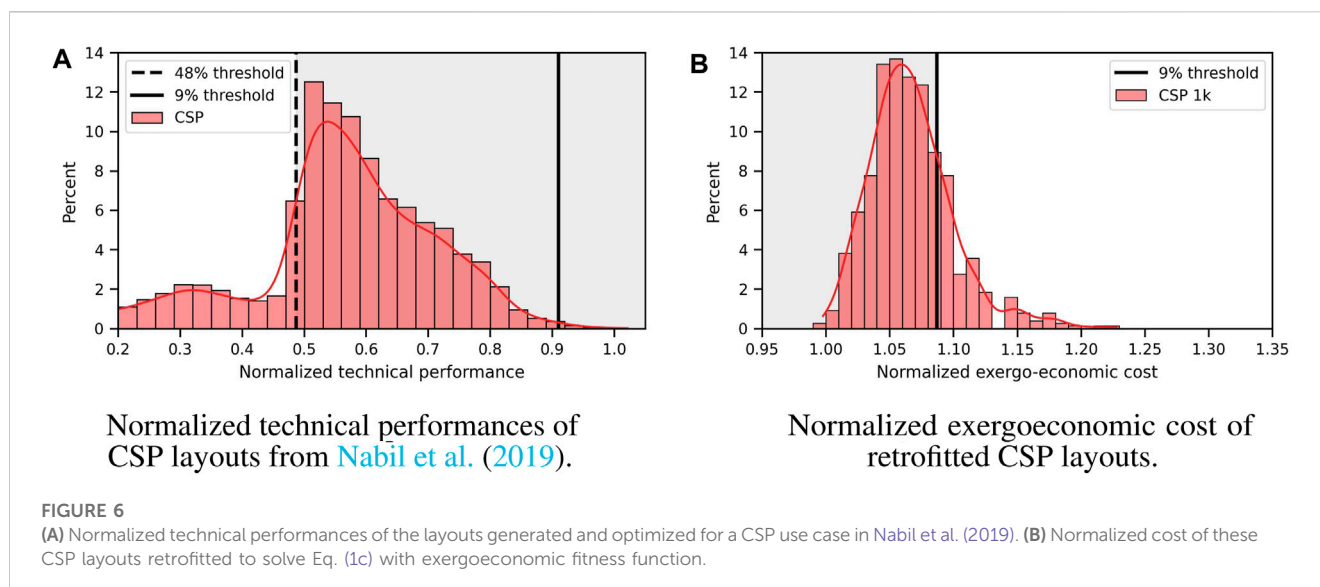 A
14
12
10
8
6
4
2
0
Percent
48% threshold
9% threshold
CSP
0.2 0.3 0.4 0.5 0.6 0.7 0.8 0.9 1.0
Normalized technical performance
Normalized technical performances of
CSP layouts from Nabil et al. (2019).
B
14
12
10
8
6
4
2
0
Percent
9% threshold
CSP 1k
0.95 1.00 1.05 1.10 1.15 1.20 1.25 1.30 1.35
Normalized exergo-economic cost
Normalized exergoeconomic cost of
retrofitted CSP layouts.
FIGURE 6
(A) Normalized technical performances of the layouts generated and optimized for a CSP use case in Nabil et al. (2019). (B) Normalized cost of these
CSP layouts retrofitted to solve Eq. (1c) with exergoeconomic fitness function.